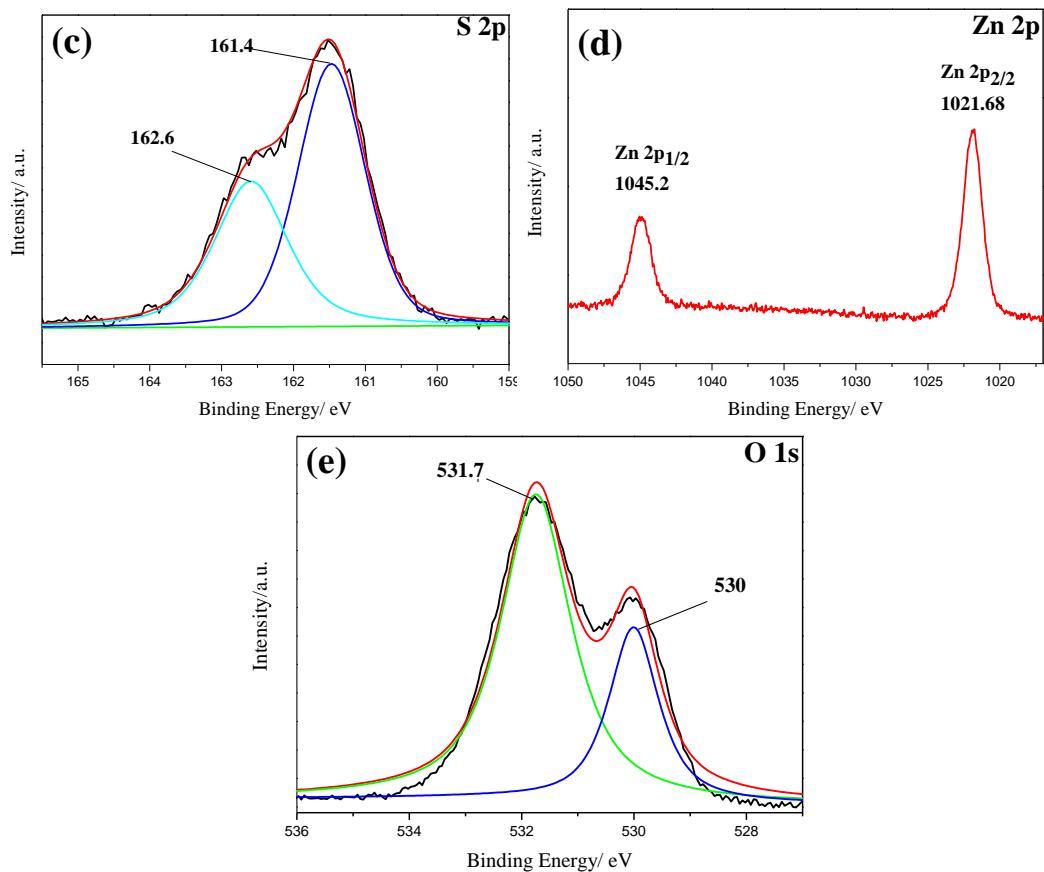 (c)
S 2p
161.4
162.6
Intensity/ a.u.
165 164 163 162 161 160 159
Binding Energy/ eV
(d)
Zn 2p
Zn 2p2/2
1021.68
Zn 2p1/2
1045.2
Intensity/ a.u.
1050 1045 1040 1035 1030 1025 1020
Binding Energy/ eV
(e)
O 1s
531.7
530
Intensity/a.u.
536 534 532 530 528
Binding Energy/ eV